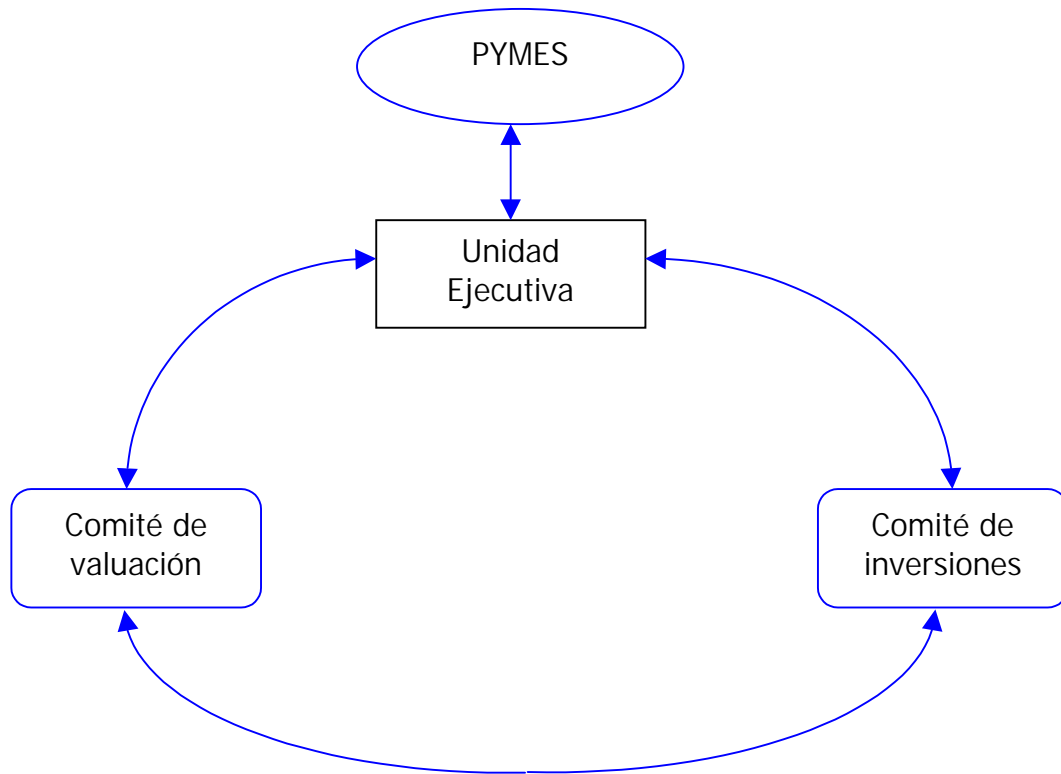 PYMES
Unidad
Ejecutiva
Comité de
valuación
Comité de
inversiones